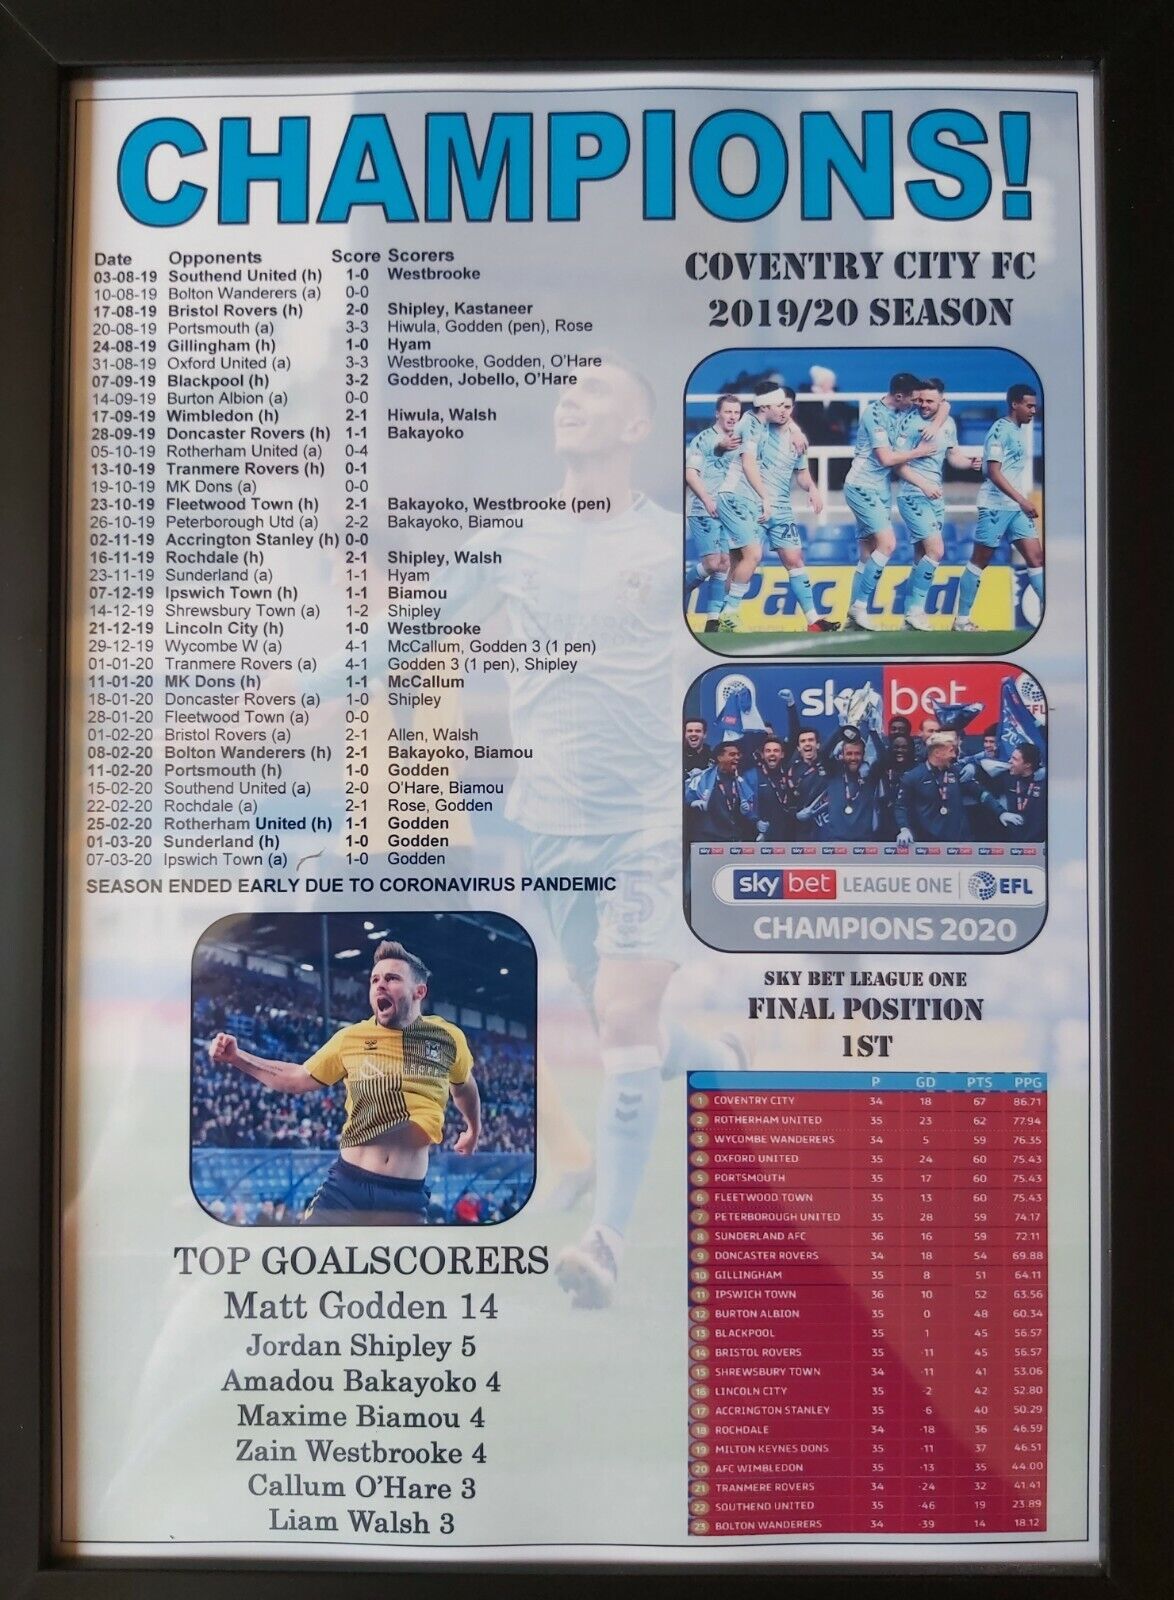 CHAMPIONS!
Date Opponents Score Scorers
03-08-19 Southend United (h) 1-0 Westbrooke
10-08-19 Bolton Wanderers (a) 0-0
17-08-19 Bristol Rovers (h) 2-0 Shipley, Kastaneer
20-08-19 Portsmouth (a) 3-3 Hiwula, Godden (pen), Rose
24-08-19 Gillingham (h) 1-0 Hyam
31-08-19 Oxford United (a) 3-3 Westbrooke, Godden, O'Hare
07-09-19 Blackpool (h) 3-2 Godden, Jobello, O'Hare
14-09-19 Burton Albion (a) 0-0
17-09-19 Wimbledon (h) 2-1 Hiwula, Walsh
28-09-19 Doncaster Rovers (h) 1-1 Bakayoko
05-10-19 Rotherham United (a) 0-4
13-10-19 Tranmere Rovers (h) 0-1
19-10-19 MK Dons (a) 0-0
23-10-19 Fleetwood Town (h) 2-1 Bakayoko, Westbrooke (pen)
26-10-19 Peterborough Utd (a) 2-2 Bakayoko, Biamou
02-11-19 Accrington Stanley (h) 0-0
16-11-19 Rochdale (h) 2-1 Shipley, Walsh
23-11-19 Sunderland (a) 1-1 Hyam
07-12-19 Ipswich Town (h) 1-1 Biamou
14-12-19 Shrewsbury Town (a) 1-2 Shipley
21-12-19 Lincoln City (h) 1-0 Westbrooke
29-12-19 Wycombe W (a) 4-1 McCallum, Godden 3 (1 pen)
01-01-20 Tranmere Rovers (a) 4-1 Godden 3 (1 pen), Shipley
11-01-20 MK Dons (h) 1-1 McCallum
18-01-20 Doncaster Rovers (a) 1-0 Shipley
28-01-20 Fleetwood Town (a) 0-0
01-02-20 Bristol Rovers (a) 2-1 Allen, Walsh
08-02-20 Bolton Wanderers (h) 2-1 Bakayoko, Biamou
11-02-20 Portsmouth (h) 1-0 Godden
15-02-20 Southend United (a) 2-0 O'Hare, Biamou
22-02-20 Rochdale (a) 2-1 Rose, Godden
25-02-20 Rotherham United (h) 1-1 Godden
01-03-20 Sunderland (h) 1-0 Godden
07-03-20 Ipswich Town (a) 1-0 Godden
SEASON ENDED EARLY DUE TO CORONAVIRUS PANDEMIC
TOP GOALSCORERS
Matt Godden 14
Jordan Shipley 5
Amadou Bakayoko 4
Maxime Biamou 4
Zain Westbrooke 4
Callum O'Hare 3
Liam Walsh 3
COVENTRY CITY FC
2019/20 SEASON
20
sky bet
EFL
sky bet LEAGUE ONE EFL
CHAMPIONS 2020
SKY BET LEAGUE ONE
FINAL POSITION
1ST
P GD PTS PPG
1 COVENTRY CITY 34 18 67 86.71
2 ROTHERHAM UNITED 35 23 62 77.94
3 WYCOMBE WANDERERS 34 5 59 76.35
4 OXFORD UNITED 35 24 60 75.43
5 PORTSMOUTH 35 17 60 75.43
6 FLEETWOOD TOWN 35 13 60 75.43
7 PETERBOROUGH UNITED 35 28 59 74.17
8 SUNDERLAND AFC 36 16 59 72.11
9 DONCASTER ROVERS 34 18 54 69.88
10 GILLINGHAM 35 8 51 64.11
11 IPSWICH TOWN 36 10 52 63.56
12 BURTON ALBION 35 0 48 60.34
13 BLACKPOOL 35 1 45 56.57
14 BRISTOL ROVERS 35 -11 45 56.57
15 SHREWSBURY TOWN 34 -11 41 53.06
16 LINCOLN CITY 35 -2 42 52.80
17 ACCRINGTON STANLEY 35 -6 40 50.29
18 ROCHDALE 34 -18 36 46.59
19 MILTON KEYNES DONS 35 -11 37 46.51
20 AFC WIMBLEDON 35 -13 35 44.00
21 TRANMERE ROVERS 34 -24 32 41.41
22 SOUTHEND UNITED 35 -46 19 23.89
23 BOLTON WANDERERS 34 -39 14 18.12